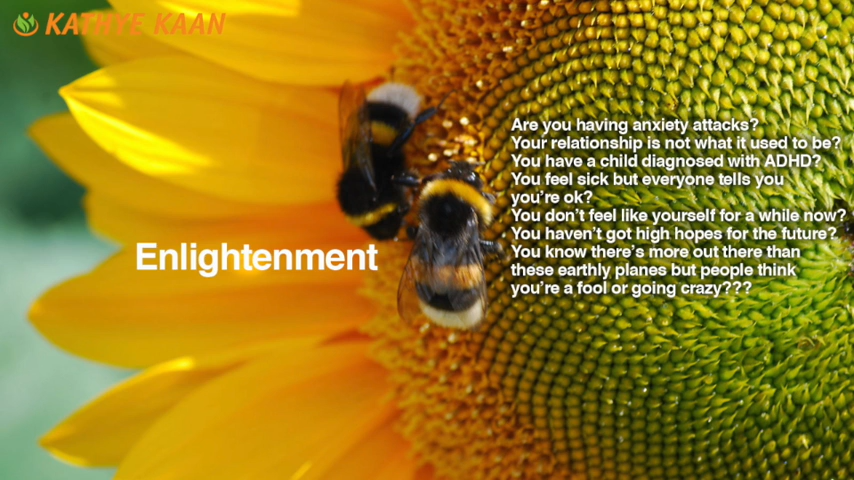 KATHYE KAAN
Are you having anxiety attacks?
Your relationship is not what it used to be?
You have a child diagnosed with ADHD?
You feel sick but everyone tells you
you're ok?
You don't feel like yourself for a while now?
You haven't got high hopes for the future?
You know there's more out there than
these earthly planes but people think
you're a fool or going crazy???
Enlightenment